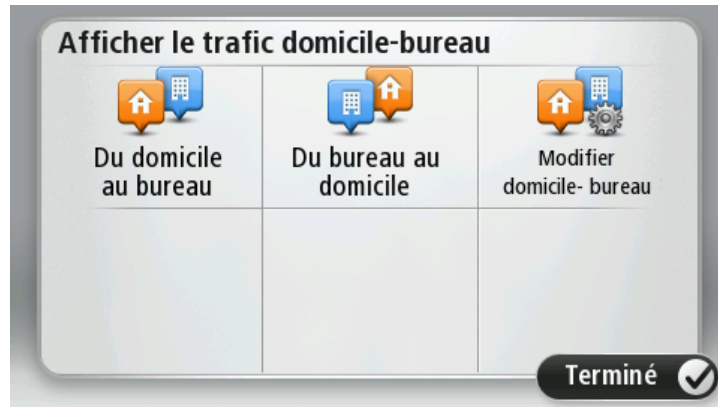 Afficher le trafic domicile-bureau
Du domicile
au bureau
Du bureau au
domicile
Modifier
domicile- bureau
Terminé